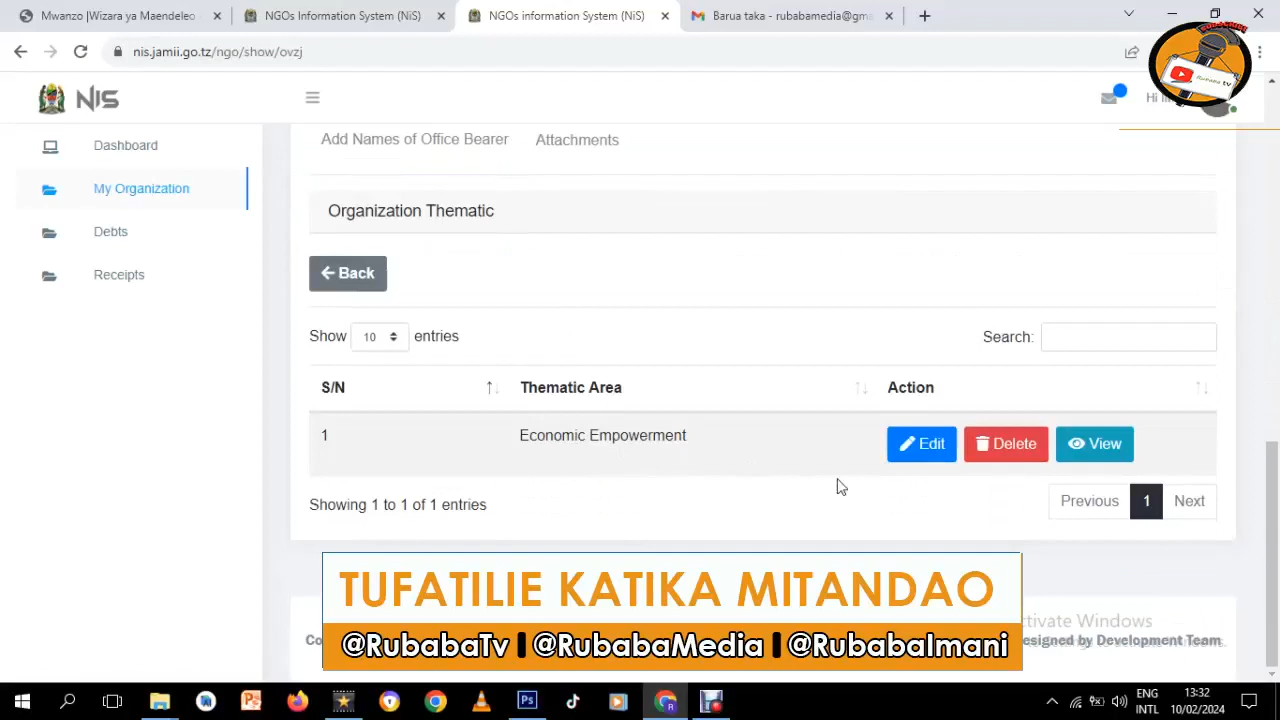 Mwanzo |Wizara ya Maendeleo
NGOs Information System (NiS)
NGOs information System (NiS)
Barua taka - rubabamedia@gma
nis.jamii.go.tz/ngo/show/ovzj
SUBSCRIBE
Rubaba tv
NiS
Dashboard
My Organization
Debts
Receipts
Add Names of Office Bearer
Attachments
Organization Thematic
Back
Show 10 entries
Search:
S/N Thematic Area Action
1 Economic Empowerment Edit Delete View
Showing 1 to 1 of 1 entries
Previous 1 Next
TUFATILIE KATIKA MITANDAO
@RubabaTv | @RubabaMedia | @RubabaImani
esigned by Development Team
ENG
INTL
13:32
10/02/2024